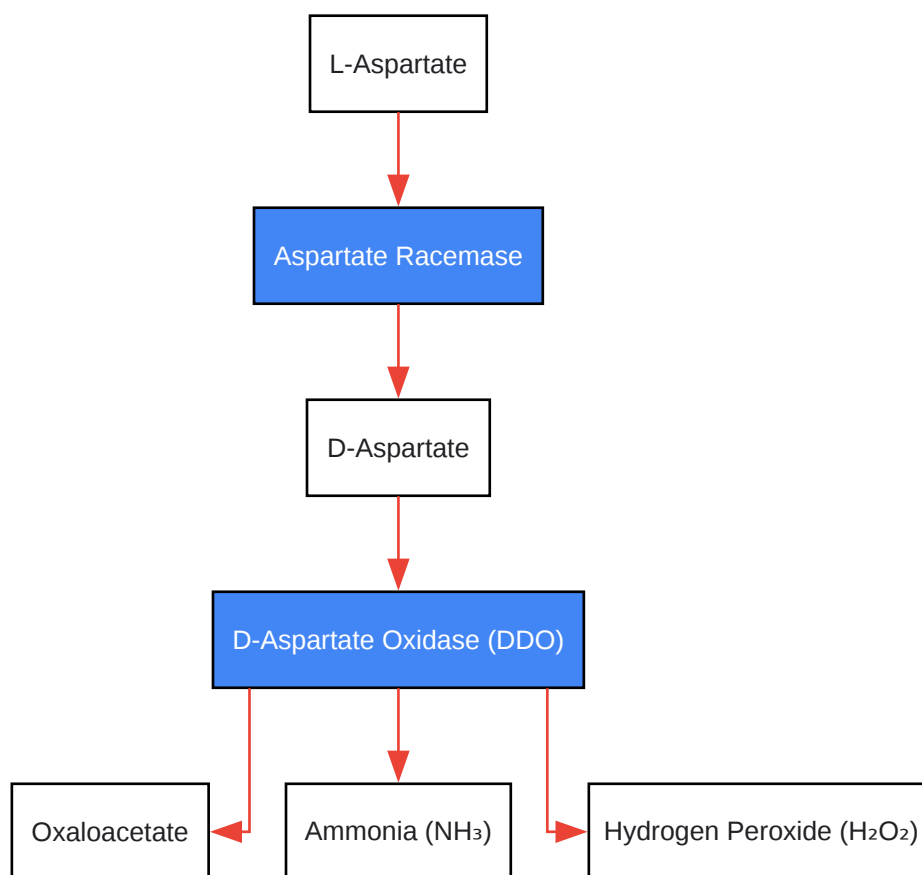 L-Aspartate
Aspartate Racemase
D-Aspartate
D-Aspartate Oxidase (DDO)
Oxaloacetate
Ammonia (NH₃)
Hydrogen Peroxide (H₂O₂)